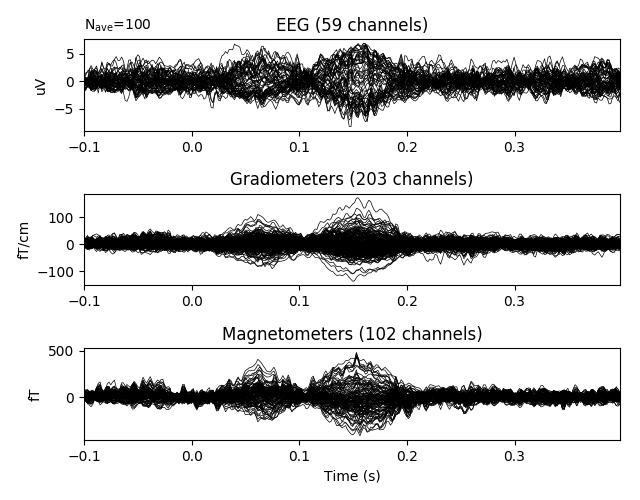 N_ave=100
EEG (59 channels)
5
0
−5
uV
−0.1 0.0 0.1 0.2 0.3
Gradiometers (203 channels)
100
0
−100
fT/cm
−0.1 0.0 0.1 0.2 0.3
Magnetometers (102 channels)
500
0
fT
−0.1 0.0 0.1 0.2 0.3
Time (s)